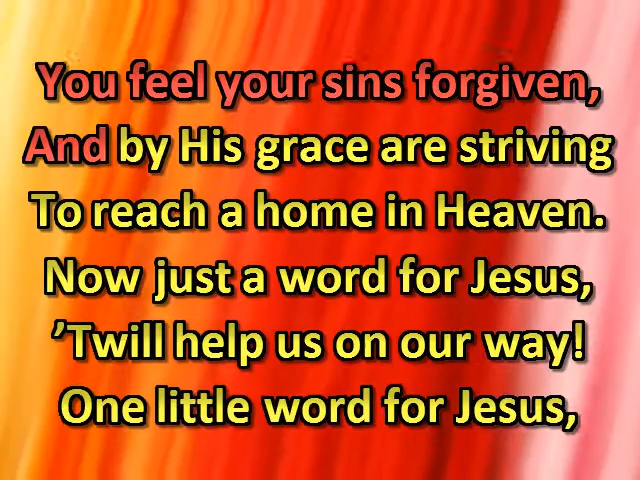 You feel your sins forgiven,
And by His grace are striving
To reach a home in Heaven.
Now just a word for Jesus,
’Twill help us on our way!
One little word for Jesus,